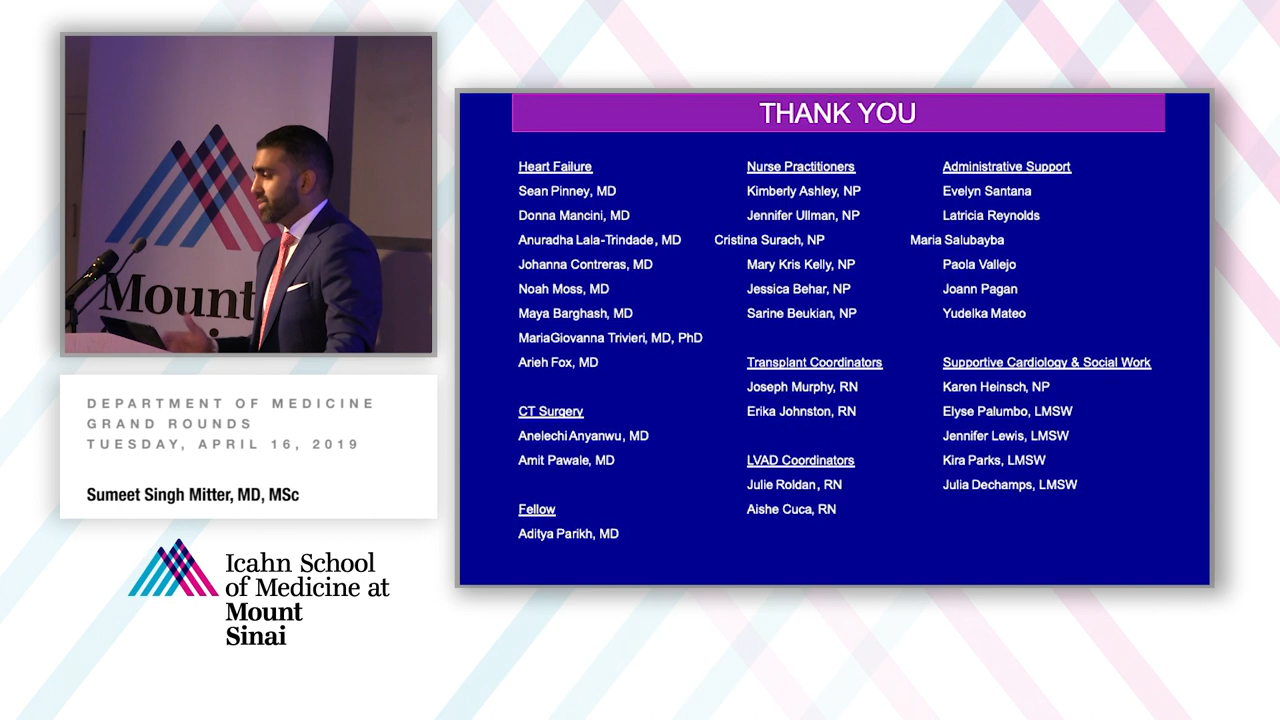 Mount
DEPARTMENT OF MEDICINE
GRAND ROUNDS
TUESDAY, APRIL 16, 2019
Sumeet Singh Mitter, MD, MSc
Icahn School
of Medicine at
Mount
Sinai
THANK YOU
Heart Failure
Sean Pinney, MD
Donna Mancini, MD
Anuradha Lala-Trindade, MD
Johanna Contreras, MD
Noah Moss, MD
Maya Barghash, MD
MariaGiovanna Trivieri, MD, PhD
Arieh Fox, MD
CT Surgery
Anelechi Anyanwu, MD
Amit Pawale, MD
Fellow
Aditya Parikh, MD
Nurse Practitioners
Kimberly Ashley, NP
Jennifer Ullman, NP
Cristina Surach, NP
Mary Kris Kelly, NP
Jessica Behar, NP
Sarine Beukian, NP
Transplant Coordinators
Joseph Murphy, RN
Erika Johnston, RN
LVAD Coordinators
Julie Roldan, RN
Aishe Cuca, RN
Administrative Support
Evelyn Santana
Latricia Reynolds
Maria Salubayba
Paola Vallejo
Joann Pagan
Yudelka Mateo
Supportive Cardiology & Social Work
Karen Heinsch, NP
Elyse Palumbo, LMSW
Jennifer Lewis, LMSW
Kira Parks, LMSW
Julia Dechamps, LMSW